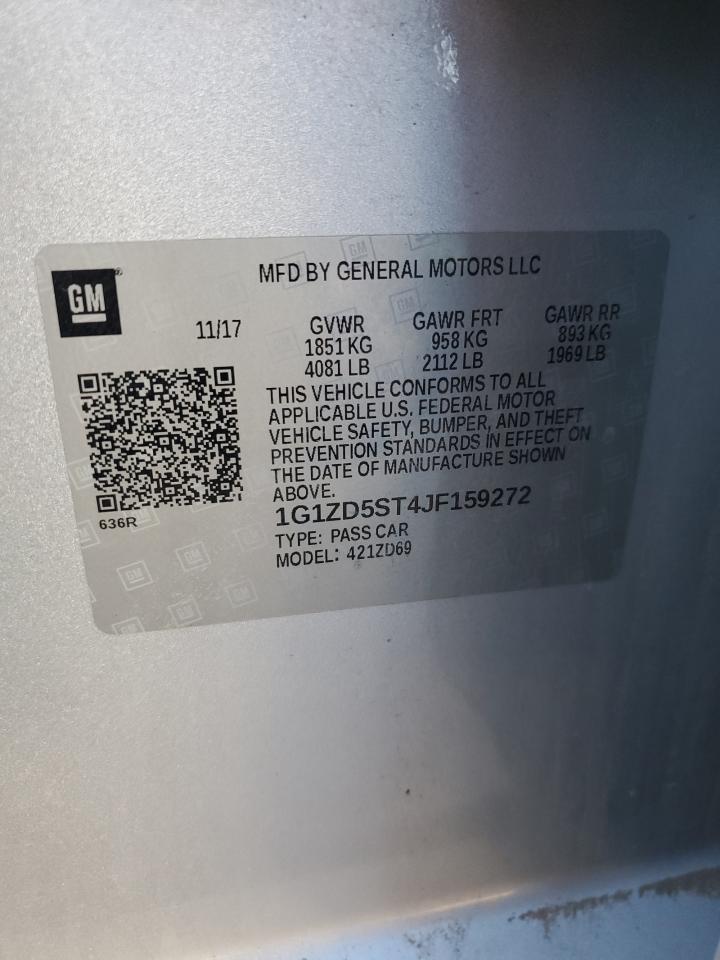 GM
MFD BY GENERAL MOTORS LLC
11/17
GVWR
1851 KG
4081 LB
GAWR FRT
958 KG
2112 LB
GAWR RR
893 KG
1969 LB
THIS VEHICLE CONFORMS TO ALL
APPLICABLE U.S. FEDERAL MOTOR
VEHICLE SAFETY, BUMPER, AND THEFT
PREVENTION STANDARDS IN EFFECT ON
THE DATE OF MANUFACTURE SHOWN
ABOVE.
636R
1G1ZD5ST4JF159272
TYPE: PASS CAR
MODEL: 421ZD69